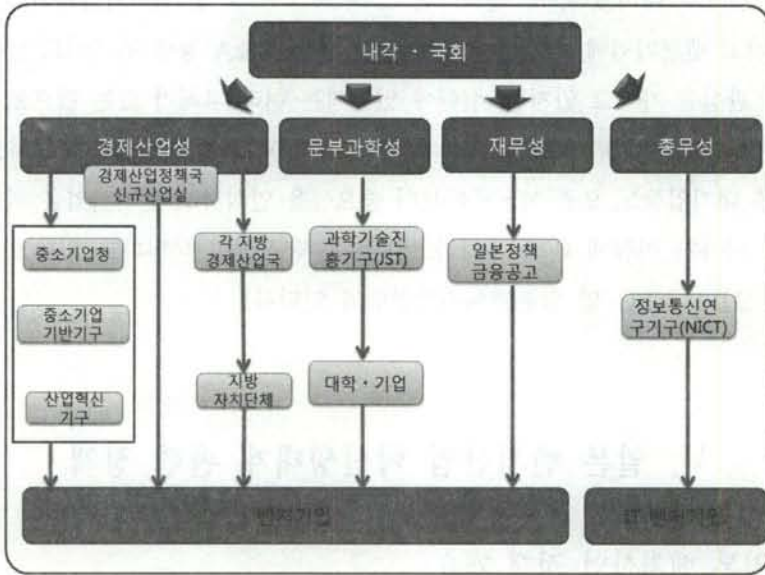 내각 · 국회
경제산업성
문부과학성
재무성
총무성
경제산업정책국
신규산업실
중소기업청
각 지방
경제산업국
과학기술진
흥기구(JST)
일본정책
금융공고
중소기업
기반기구
정보통신연
구기구(NICT)
산업혁신
기구
지방
자치단체
대학 · 기업
벤처기업
IT 벤처기업